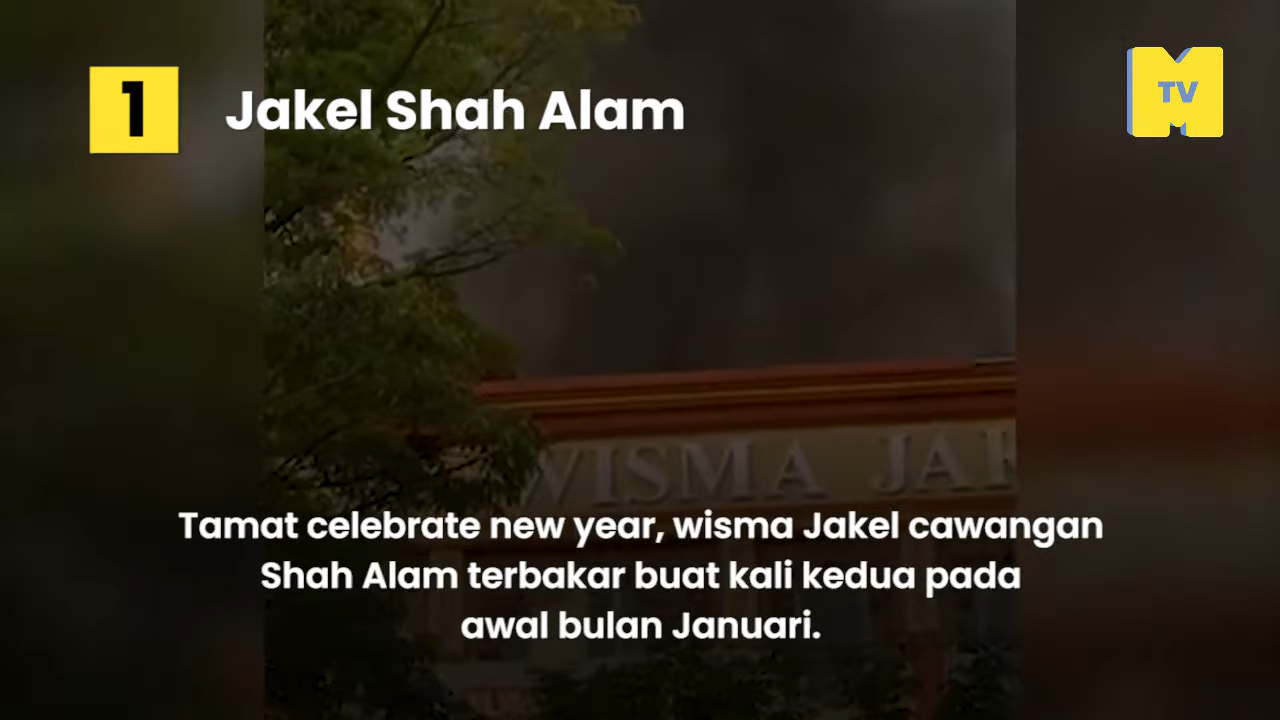 1
Jakel Shah Alam
TV
WISMA JAK
Tamat celebrate new year, wisma Jakel cawangan
Shah Alam terbakar buat kali kedua pada
awal bulan Januari.